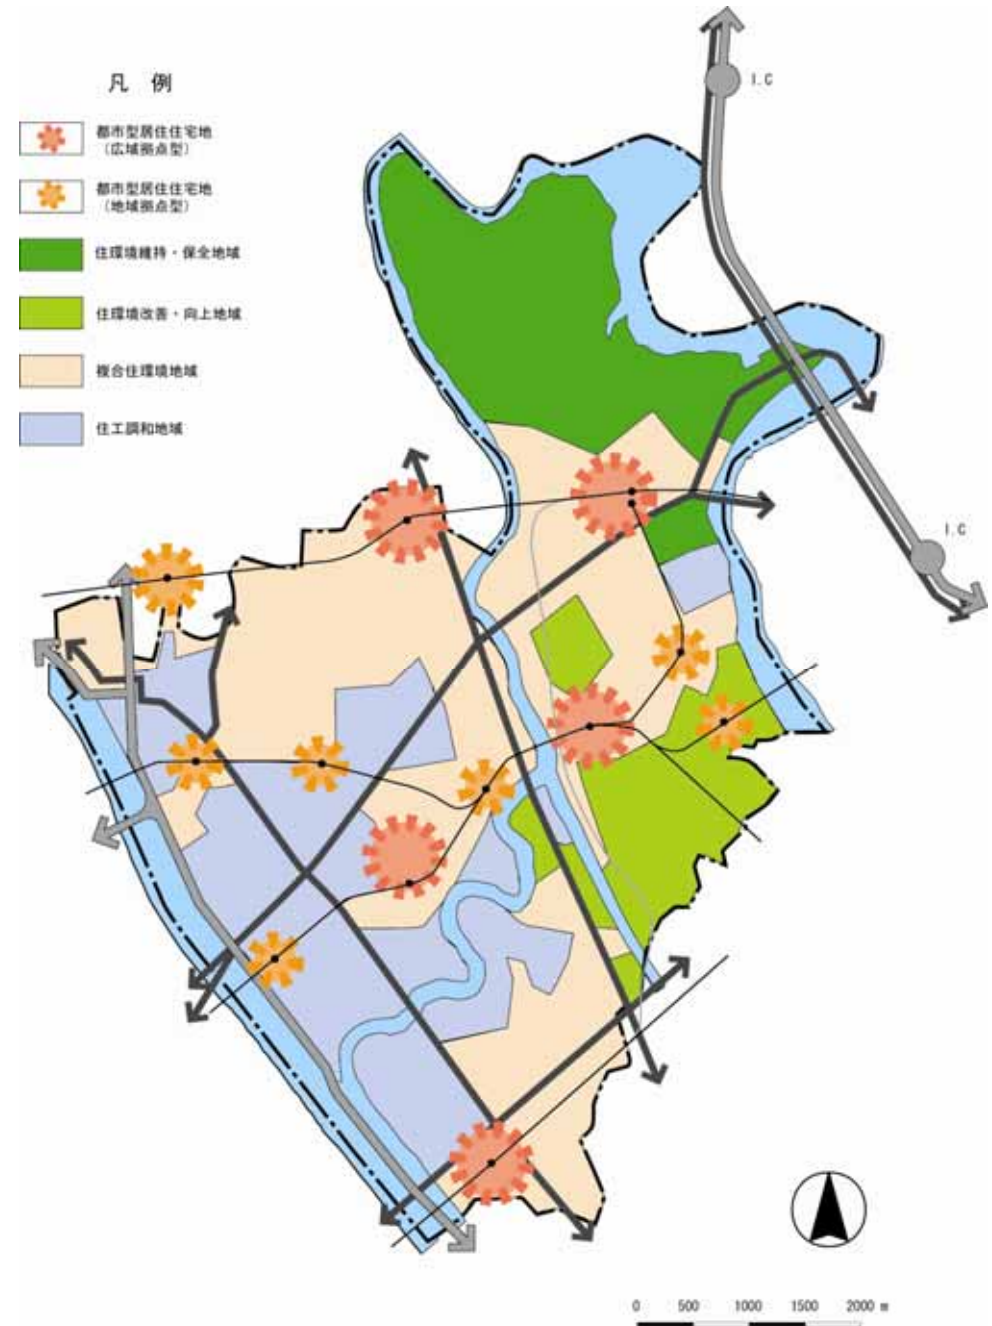 凡 例
都市型居住住宅地
（広域拠点型）
都市型居住住宅地
（地域拠点型）
住環境維持・保全地域
住環境改善・向上地域
複合住環境地域
住工調和地域
I.C
I.C
0 500 1000 1500 2000 m